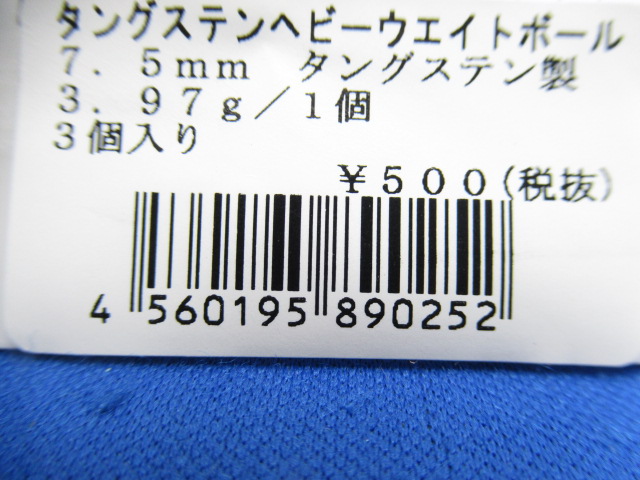 タングステンヘビーウエイトボール
７．５ｍｍ　タングステン製
３．９７ｇ／１個
３個入り
￥５００(税抜)
4 560195 890252